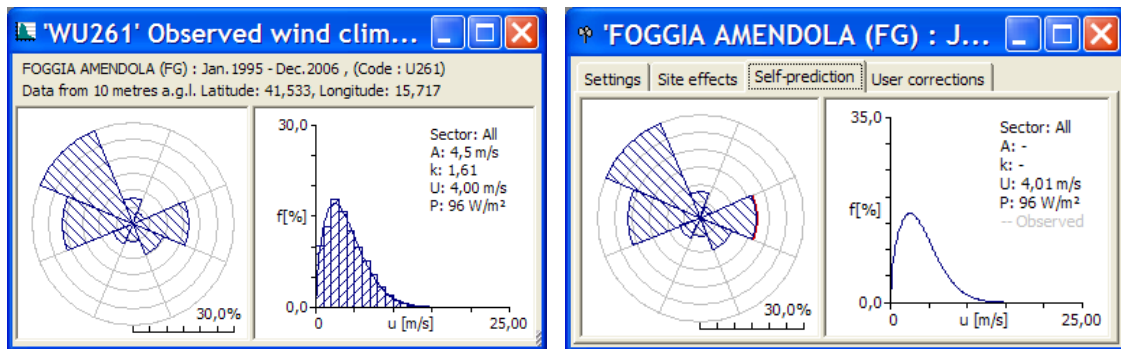 'WU261' Observed wind clim...
FOGGIA AMENDOLA (FG) : Jan.1995 - Dec.2006 , (Code : U261)
Data from 10 metres a.g.l. Latitude: 41,533, Longitude: 15,717
30,0%
30,0
f[%]
0,0
0
u [m/s]
25,00
Sector: All
A: 4,5 m/s
k: 1,61
U: 4,00 m/s
P: 96 W/m²
'FOGGIA AMENDOLA (FG) : J...
Settings
Site effects
Self-prediction
User corrections
30,0%
35,0
f[%]
0,0
0
u [m/s]
25,00
Sector: All
A: -
k: -
U: 4,01 m/s
P: 96 W/m²
-- Observed